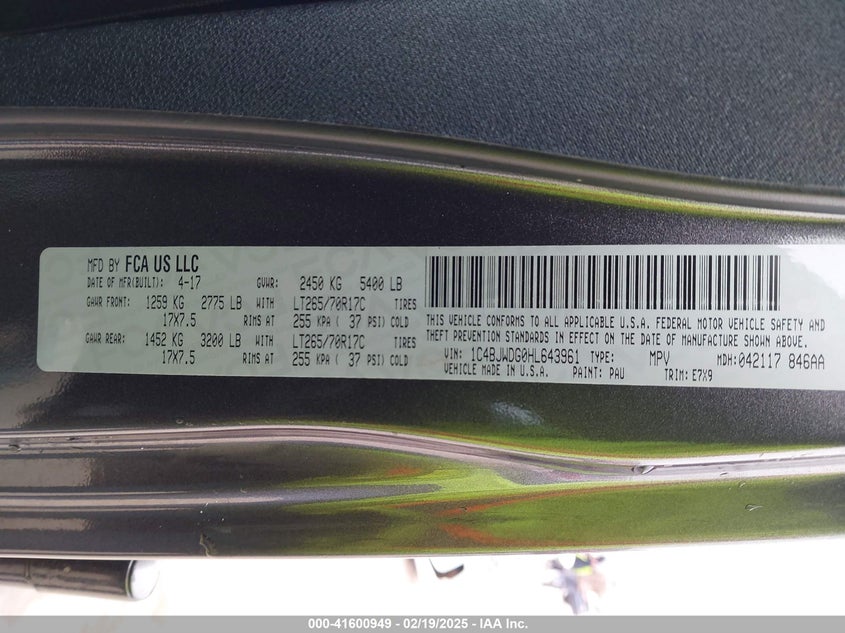 MFD BY FCA US LLC
DATE OF MFR(BUILT): 4-17 GVWR: 2450 KG 5400 LB
GAWR FRONT: 1259 KG 2775 LB WITH LT265/70R17C TIRES
17X7.5 RIMS AT 255 KPA ( 37 PSI) COLD
GAWR REAR: 1452 KG 3200 LB WITH LT265/70R17C TIRES
17X7.5 RIMS AT 255 KPA ( 37 PSI) COLD
THIS VEHICLE CONFORMS TO ALL APPLICABLE U.S.A. FEDERAL MOTOR VEHICLE SAFETY AND
THEFT PREVENTION STANDARDS IN EFFECT ON THE DATE OF MANUFACTURE SHOWN ABOVE.
VIN: 1C4BJWDG0HL643961 TYPE: MPV MDH: 042117 846AA
VEHICLE MADE IN U.S.A. PAINT: PAU TRIM: E7X9
000-41600949 - 02/19/2025 - IAA Inc.